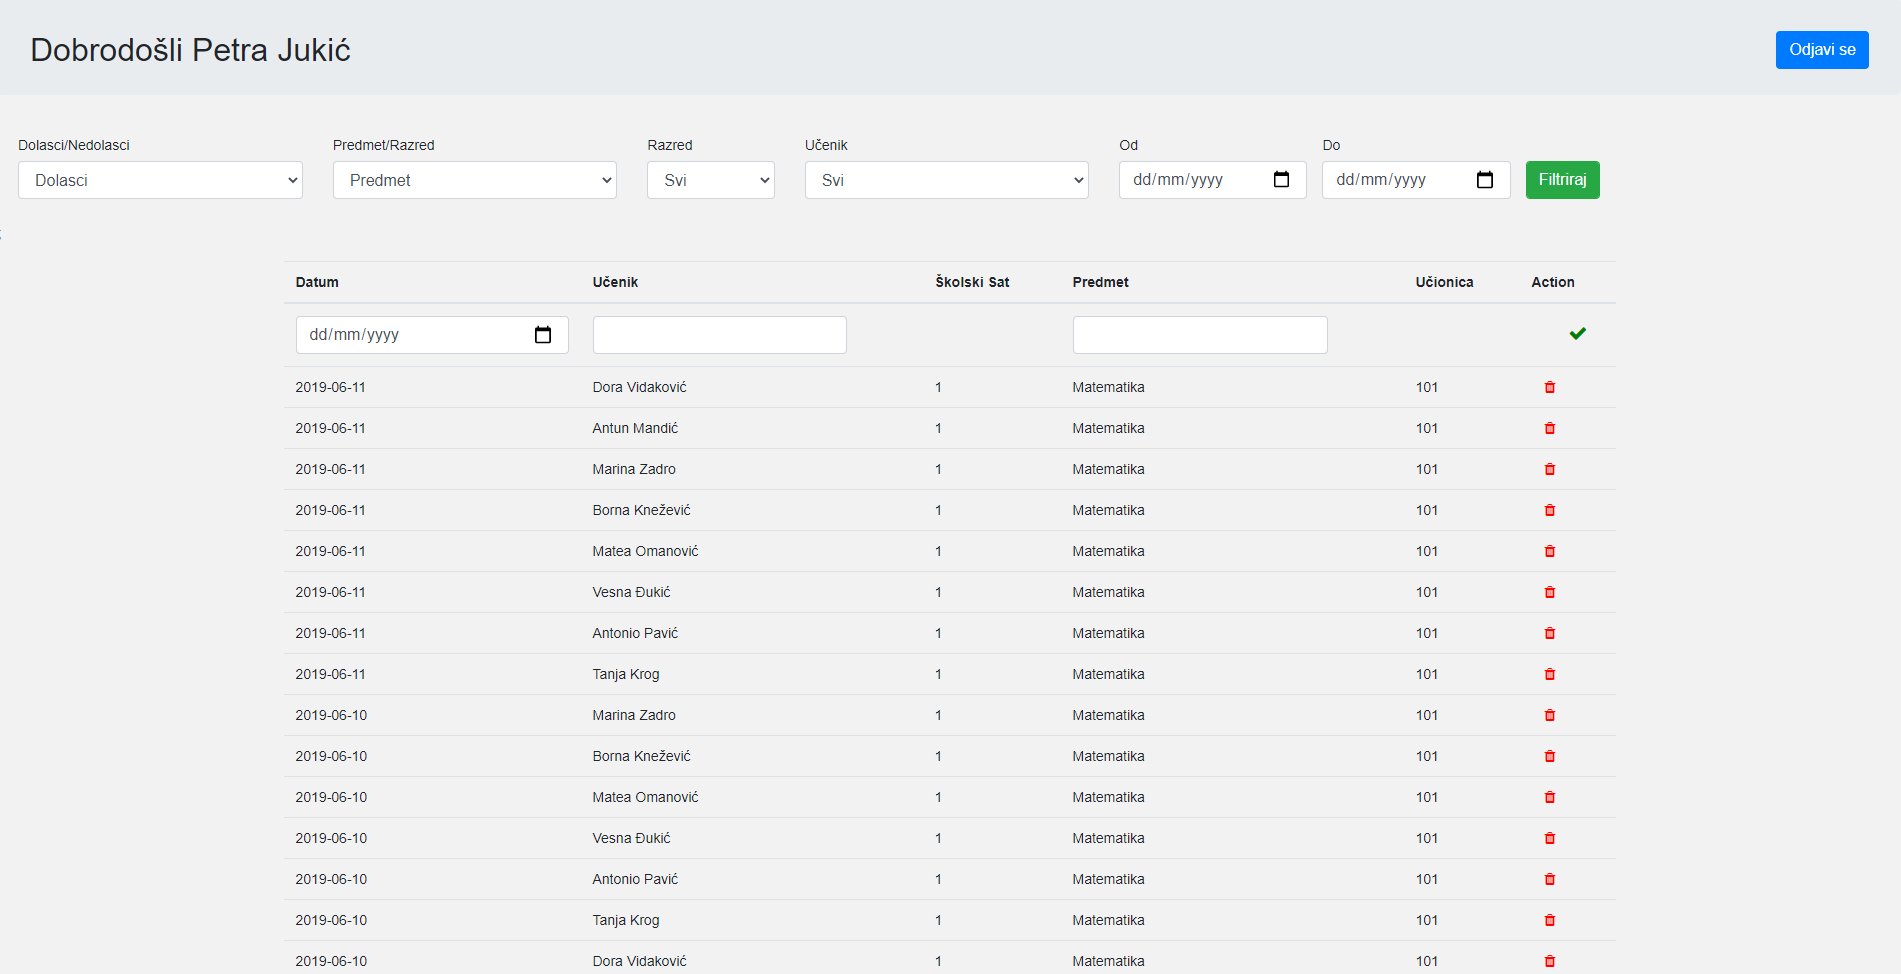 Dobrodošli Petra Jukić
Odjavi se
Dolasci/Nedolasci Predmet/Razred Razred Učenik Od Do
Dolasci Predmet Svi Svi dd/mm/yyyy dd/mm/yyyy Filtriraj
Datum Učenik Školski Sat Predmet Učionica Action
dd/mm/yyyy
2019-06-11 Dora Vidaković 1 Matematika 101
2019-06-11 Antun Mandić 1 Matematika 101
2019-06-11 Marina Zadro 1 Matematika 101
2019-06-11 Borna Knežević 1 Matematika 101
2019-06-11 Matea Omanović 1 Matematika 101
2019-06-11 Vesna Đukić 1 Matematika 101
2019-06-11 Antonio Pavić 1 Matematika 101
2019-06-11 Tanja Krog 1 Matematika 101
2019-06-10 Marina Zadro 1 Matematika 101
2019-06-10 Borna Knežević 1 Matematika 101
2019-06-10 Matea Omanović 1 Matematika 101
2019-06-10 Vesna Đukić 1 Matematika 101
2019-06-10 Antonio Pavić 1 Matematika 101
2019-06-10 Tanja Krog 1 Matematika 101
2019-06-10 Dora Vidaković 1 Matematika 101